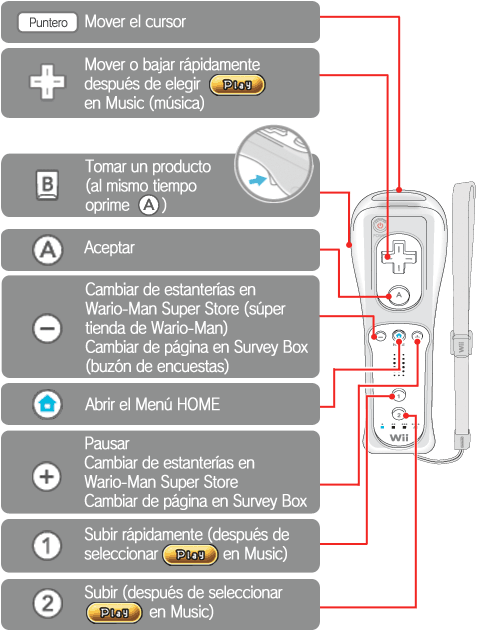 Puntero Mover el cursor
Mover o bajar rápidamente
después de elegir Play
en Music (música)
B
Tomar un producto
(al mismo tiempo
oprime A )
A Aceptar
Cambiar de estanterías en
Wario-Man Super Store (súper
− tienda de Wario-Man)
Cambiar de página en Survey Box
(buzón de encuestas)
Abrir el Menú HOME
Pausar
Cambiar de estanterías en
+ Wario-Man Super Store
Cambiar de página en Survey Box
1 Subir rápidamente (después de
seleccionar Play en Music)
2 Subir (después de seleccionar
Play en Music)
A
1
2
Wii
Wii